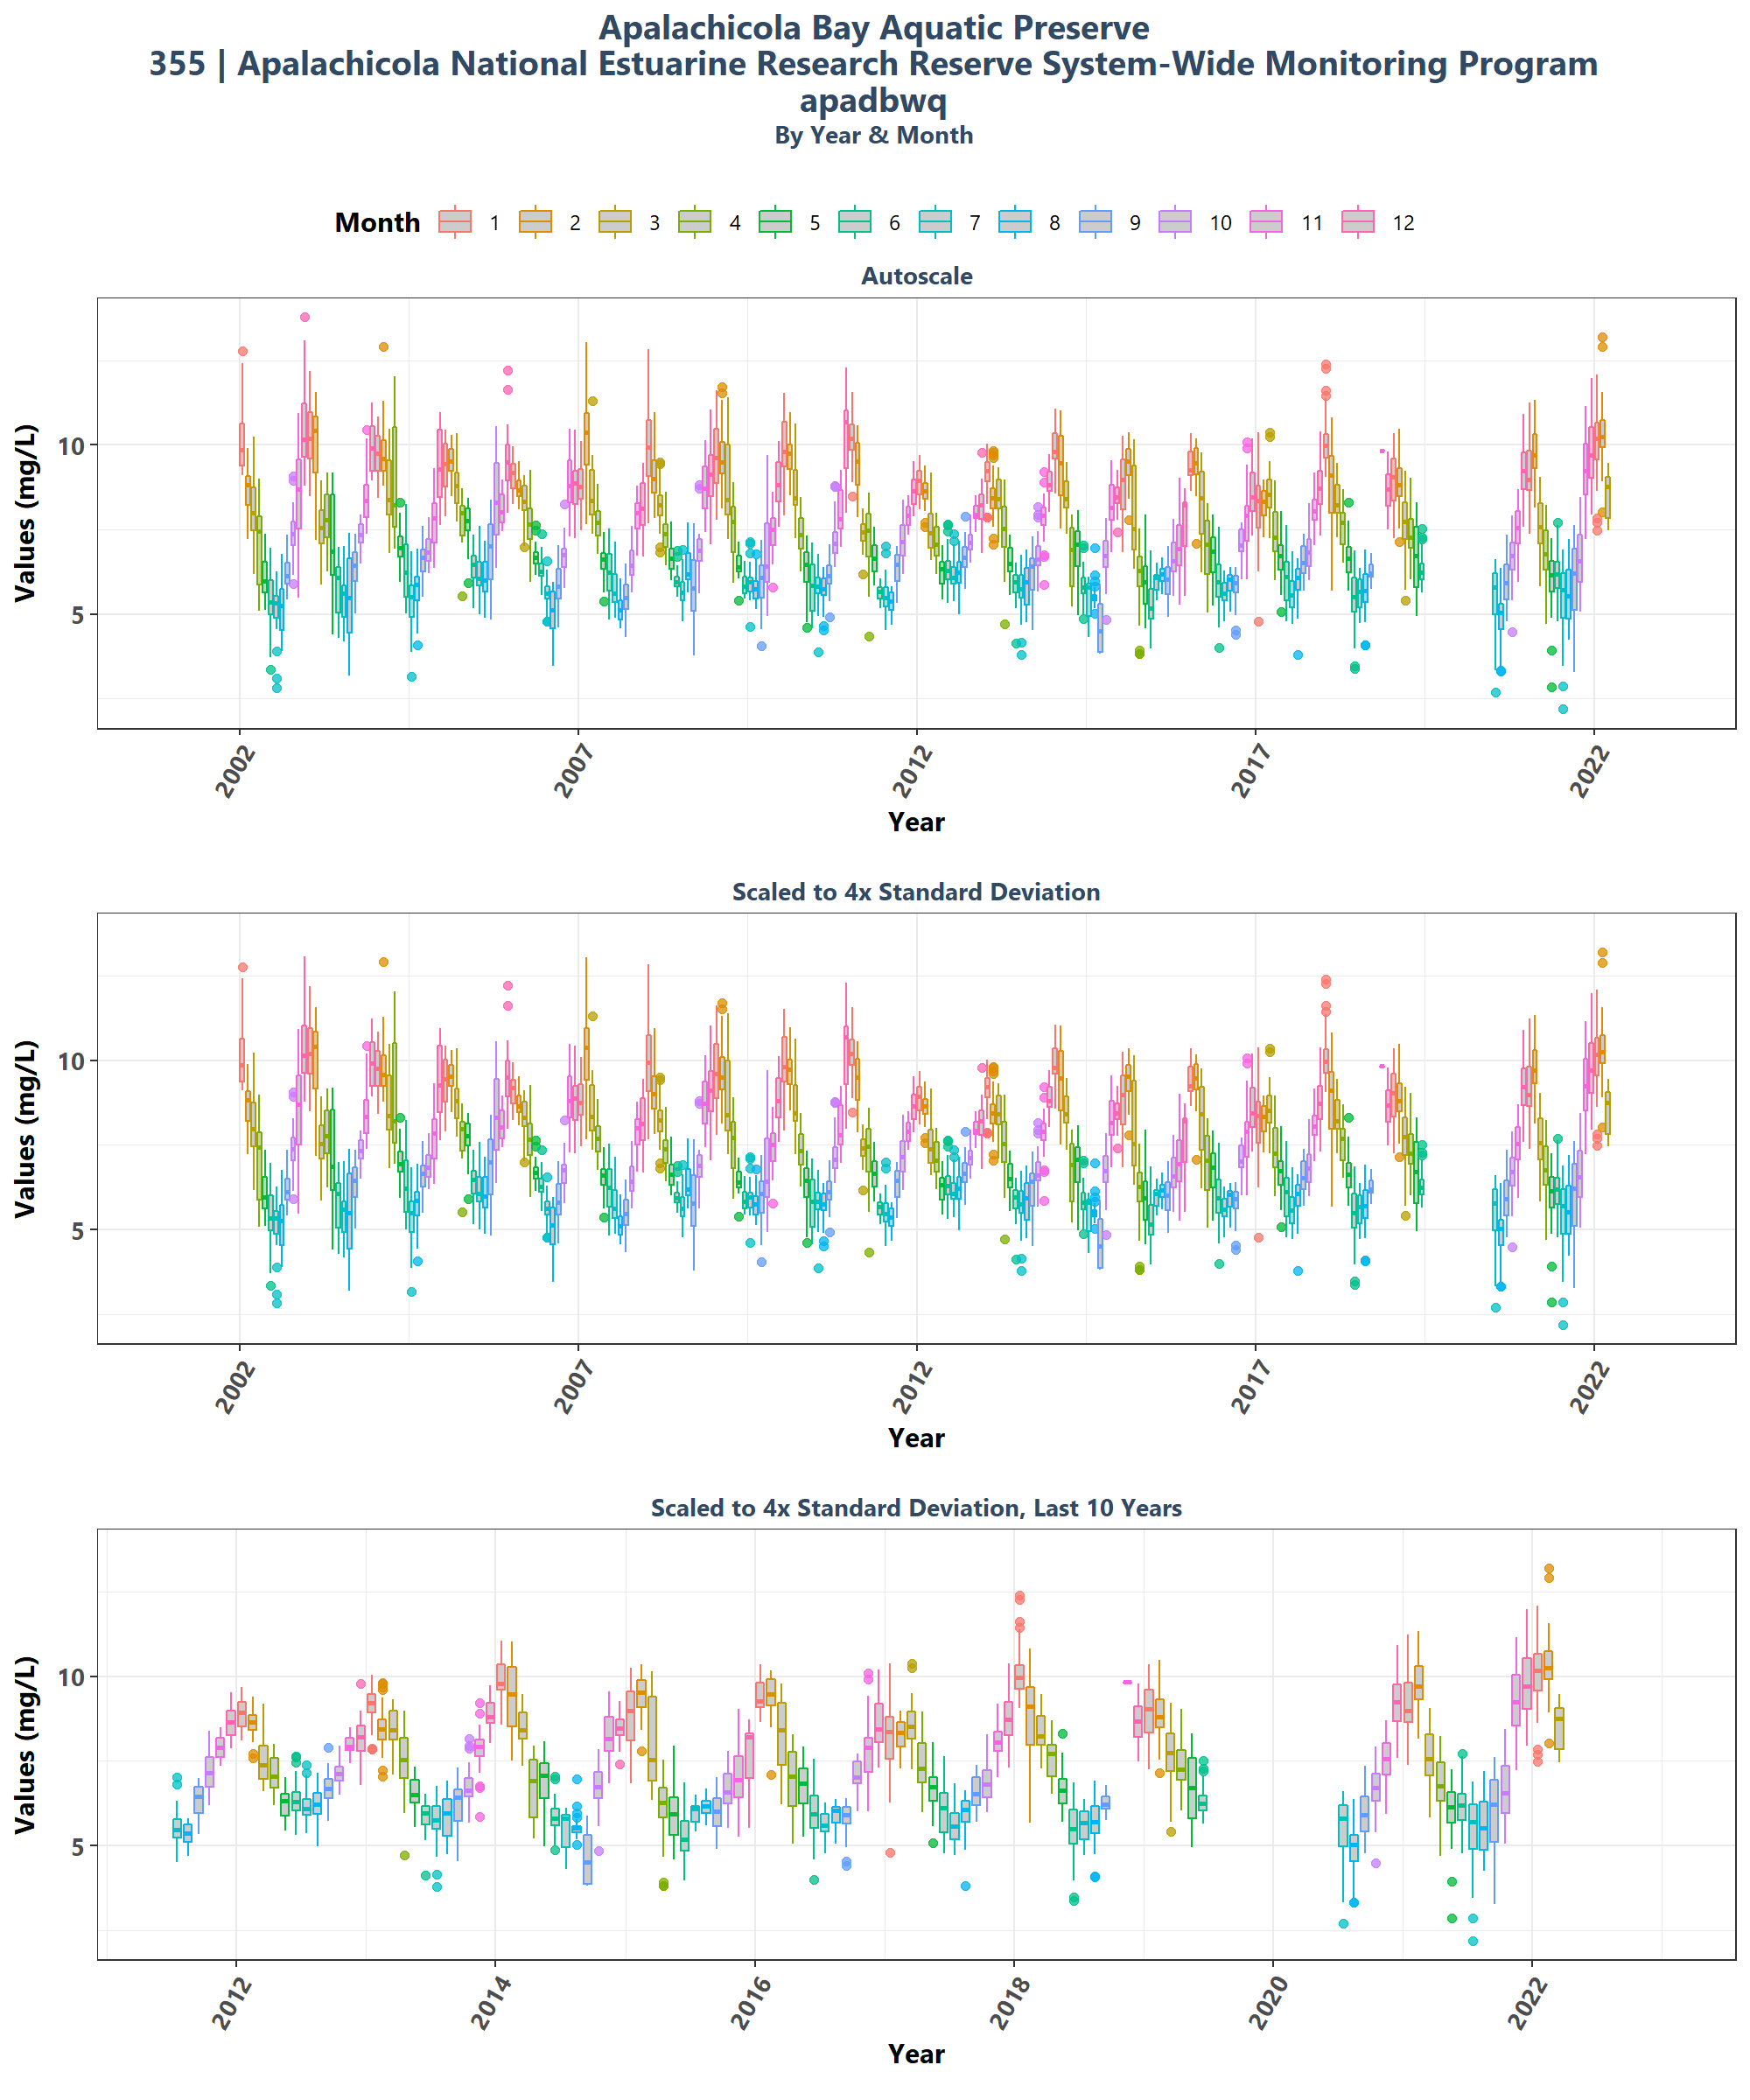 Apalachicola Bay Aquatic Preserve
355 | Apalachicola National Estuarine Research Reserve System-Wide Monitoring Program
apadbwq
By Year & Month
Month 1 2 3 4 5 6 7 8 9 10 11 12
Autoscale
Values (mg/L)
10
5
2002 2007 2012 2017 2022
Year
Scaled to 4x Standard Deviation
Values (mg/L)
10
5
2002 2007 2012 2017 2022
Year
Scaled to 4x Standard Deviation, Last 10 Years
Values (mg/L)
10
5
2012 2014 2016 2018 2020 2022
Year